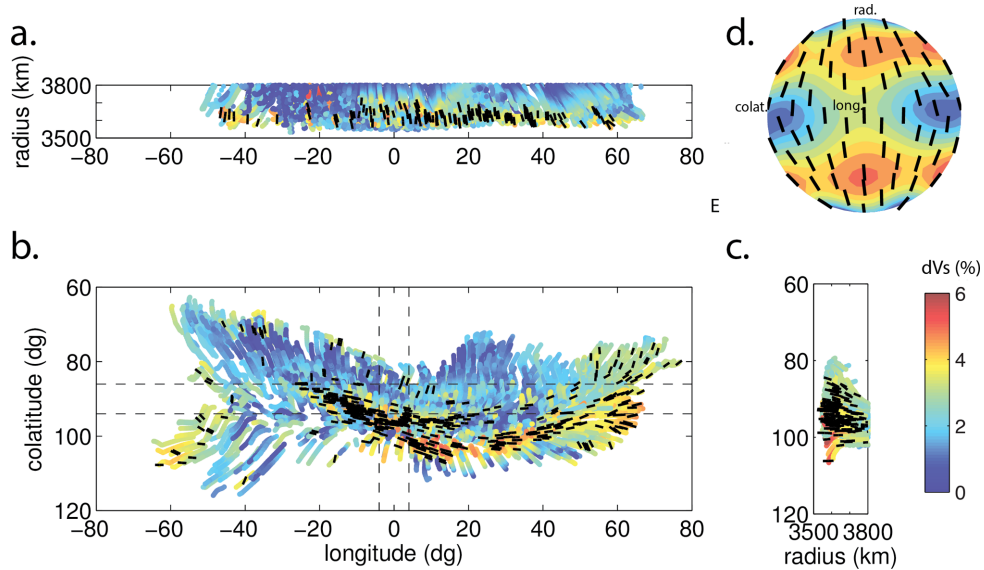 a.
radius (km)
3800
3500
−80 −60 −40 −20 0 20 40 60 80
d.
rad.
colat.
long.
E
b.
colatitude (dg)
60
80
100
120
−80 −60 −40 −20 0 20 40 60 80
longitude (dg)
c.
60
80
100
120
3500 3800
radius (km)
dVs (%)
6
4
2
0